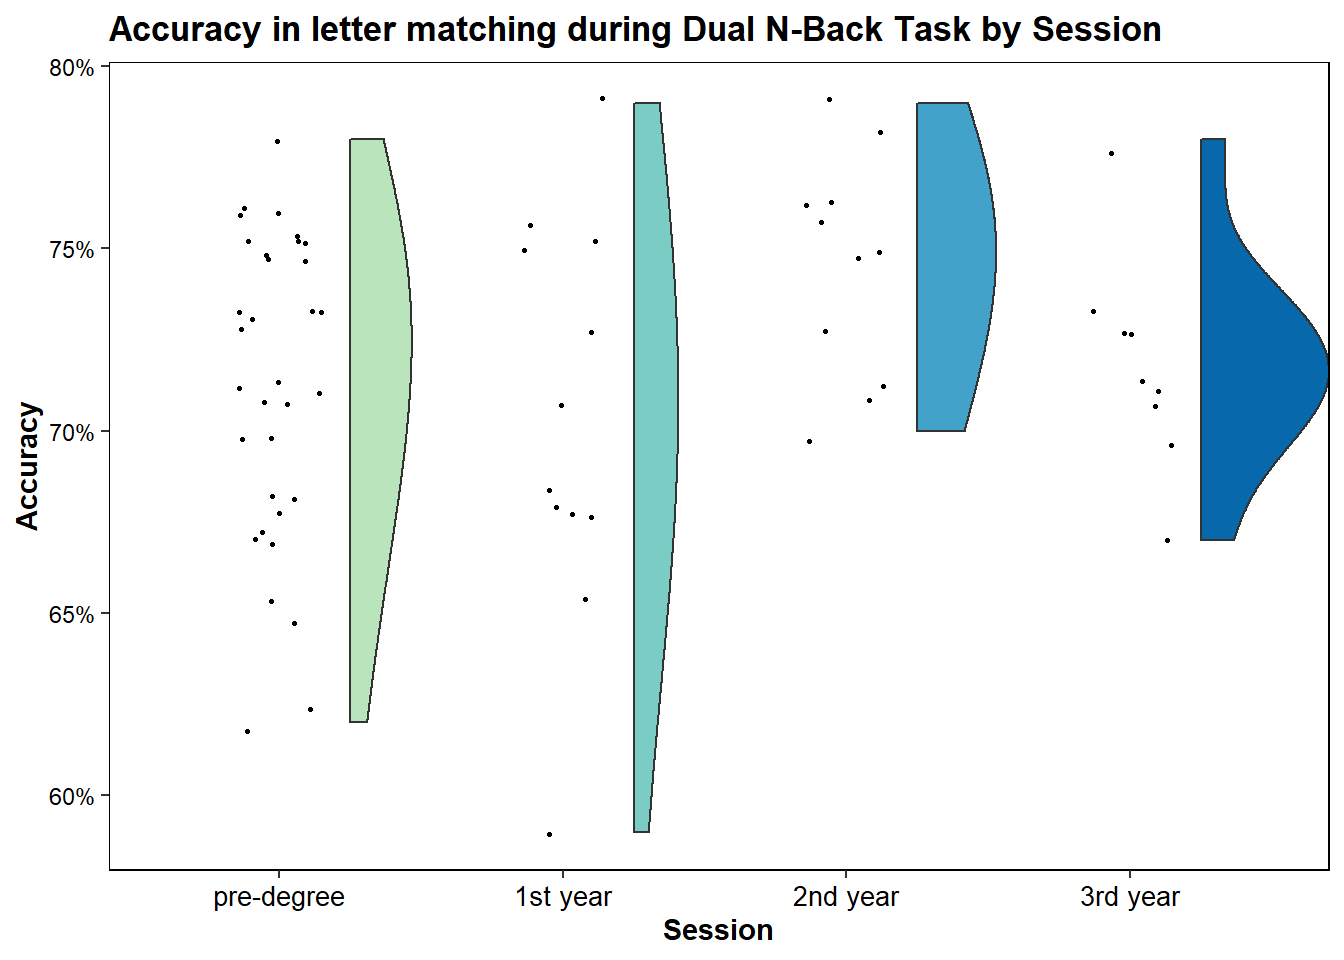 Accuracy in letter matching during Dual N-Back Task by Session
80%
75%
70%
65%
60%
Accuracy
pre-degree 1st year 2nd year 3rd year
Session